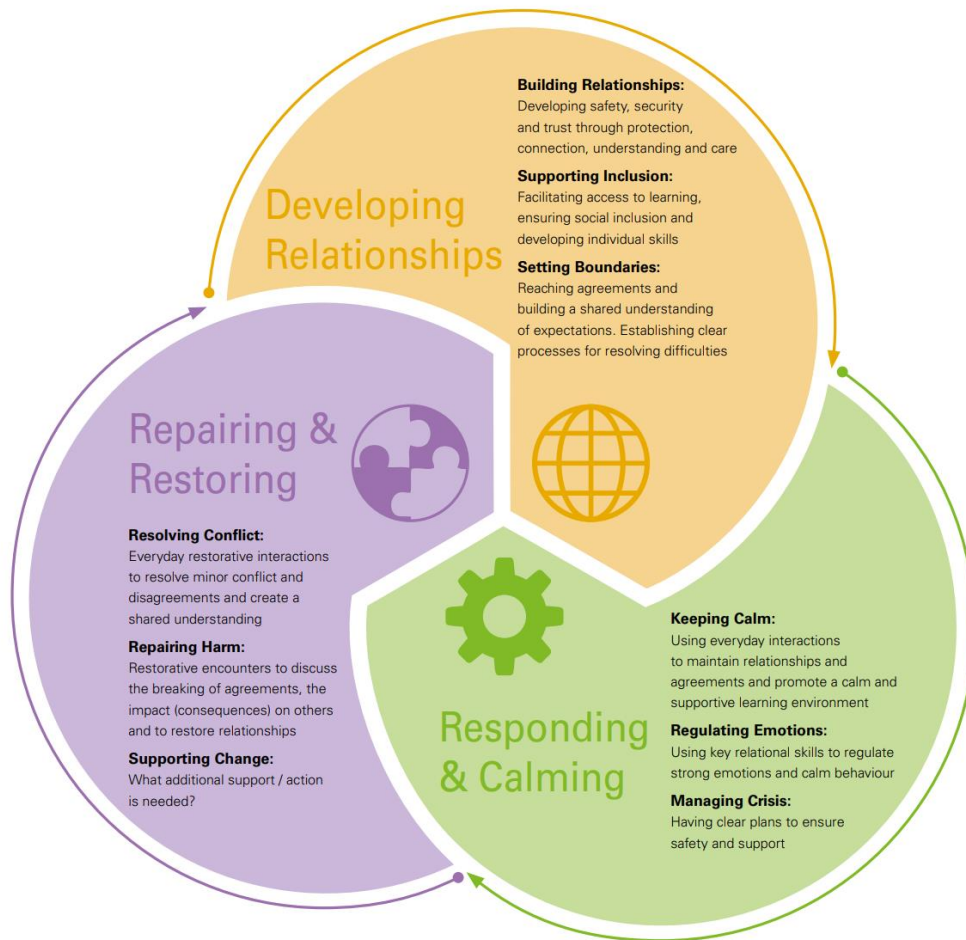 Developing
Relationships
Building Relationships:
Developing safety, security
and trust through protection,
connection, understanding and care
Supporting Inclusion:
Facilitating access to learning,
ensuring social inclusion and
developing individual skills
Setting Boundaries:
Reaching agreements and
building a shared understanding
of expectations. Establishing clear
processes for resolving difficulties
Responding
& Calming
Keeping Calm:
Using everyday interactions
to maintain relationships and
agreements and promote a calm and
supportive learning environment
Regulating Emotions:
Using key relational skills to regulate
strong emotions and calm behaviour
Managing Crisis:
Having clear plans to ensure
safety and support
Repairing &
Restoring
Resolving Conflict:
Everyday restorative interactions
to resolve minor conflict and
disagreements and create a
shared understanding
Repairing Harm:
Restorative encounters to discuss
the breaking of agreements, the
impact (consequences) on others
and to restore relationships
Supporting Change:
What additional support / action
is needed?